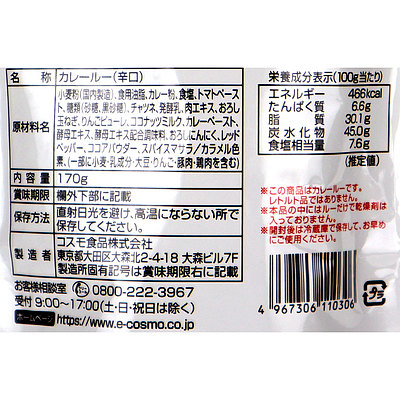 名 称 カレールー(辛口)
原材料名
小麦粉(国内製造)、食用油脂、カレー粉、食塩、トマトペース
ト、糖類(砂糖、黒砂糖)、チャツネ、発酵乳、肉エキス、おろし
玉ねぎ、りんごピューレ、ココナッツミルク、カレーペースト、
酵母エキス、酵母エキス配合調味料、おろしにんにく、レッド
ペッパー、ココアパウダー、スパイスマサラ/カラメル色
素、(一部に小麦・乳成分・大豆・りんご・豚肉・鶏肉を含む)
内容量 170g
賞味期限 欄外下部に記載
保存方法 直射日光を避け、高温にならない所で
保存してください。
製造者 コスモ食品株式会社
東京都大田区大森北2-4-18 大森ビル7F
製造所固有記号は賞味期限右に記載
お客様相談室 0800-222-3967
受付 9:00~17:00(土・日・祝日は除く)
ホームページ https://www.e-cosmo.co.jp
栄養成分表示(100g当たり)
エネルギー 466kcal
たんぱく質 6.6g
脂質 30.1g
炭水化物 45.0g
食塩相当量 7.6g
(推定値)
※この商品はカレールーです。
レトルト品ではありません。
※本品の中にはルーだけで乾燥剤は
入っておりません。
※開封後は冷蔵庫で保存して、お早め
にご使用ください。
4 967306 110306
プラ